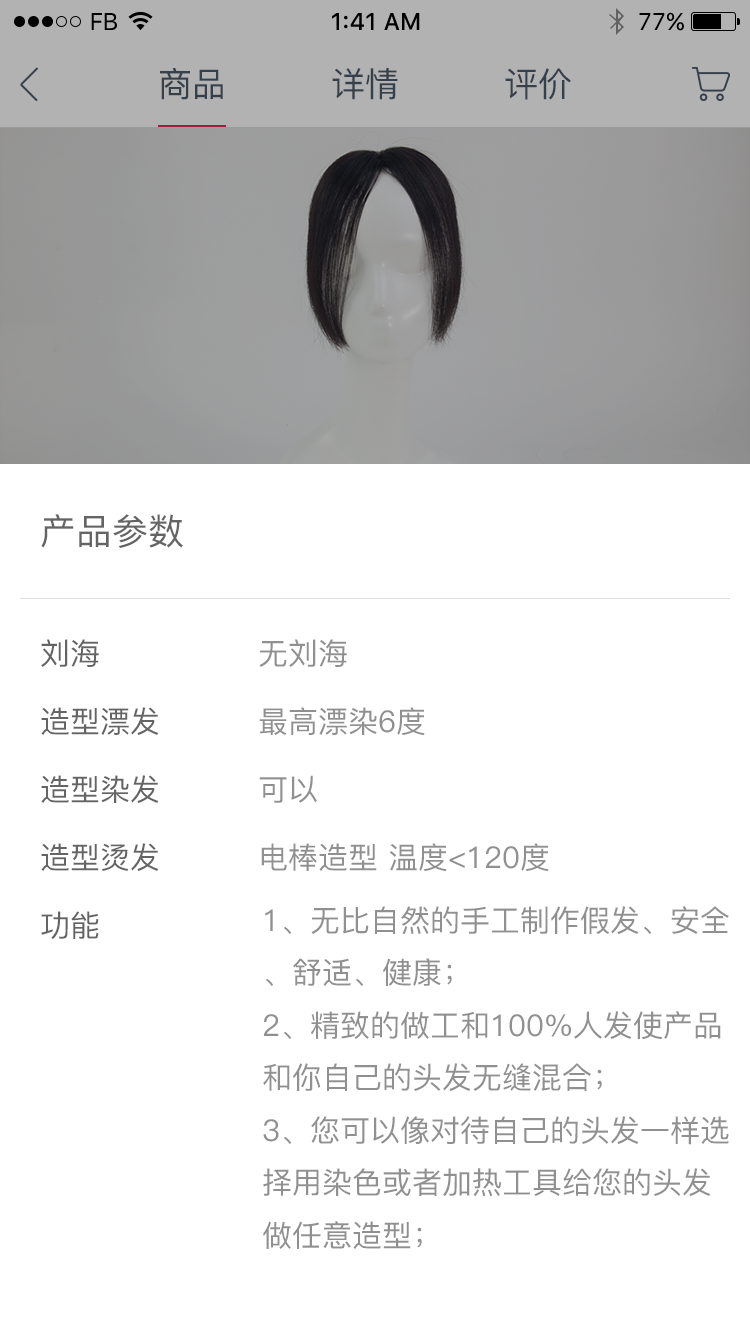 FB 1:41 AM 77%
商品 详情 评价
产品参数
刘海 无刘海
造型漂发 最高漂染6度
造型染发 可以
造型烫发 电棒造型 温度<120度
功能 1、无比自然的手工制作假发、安全
、舒适、健康；
2、精致的做工和100%人发使产品
和你自己的头发无缝混合；
3、您可以像对待自己的头发一样选
择用染色或者加热工具给您的头发
做任意造型；